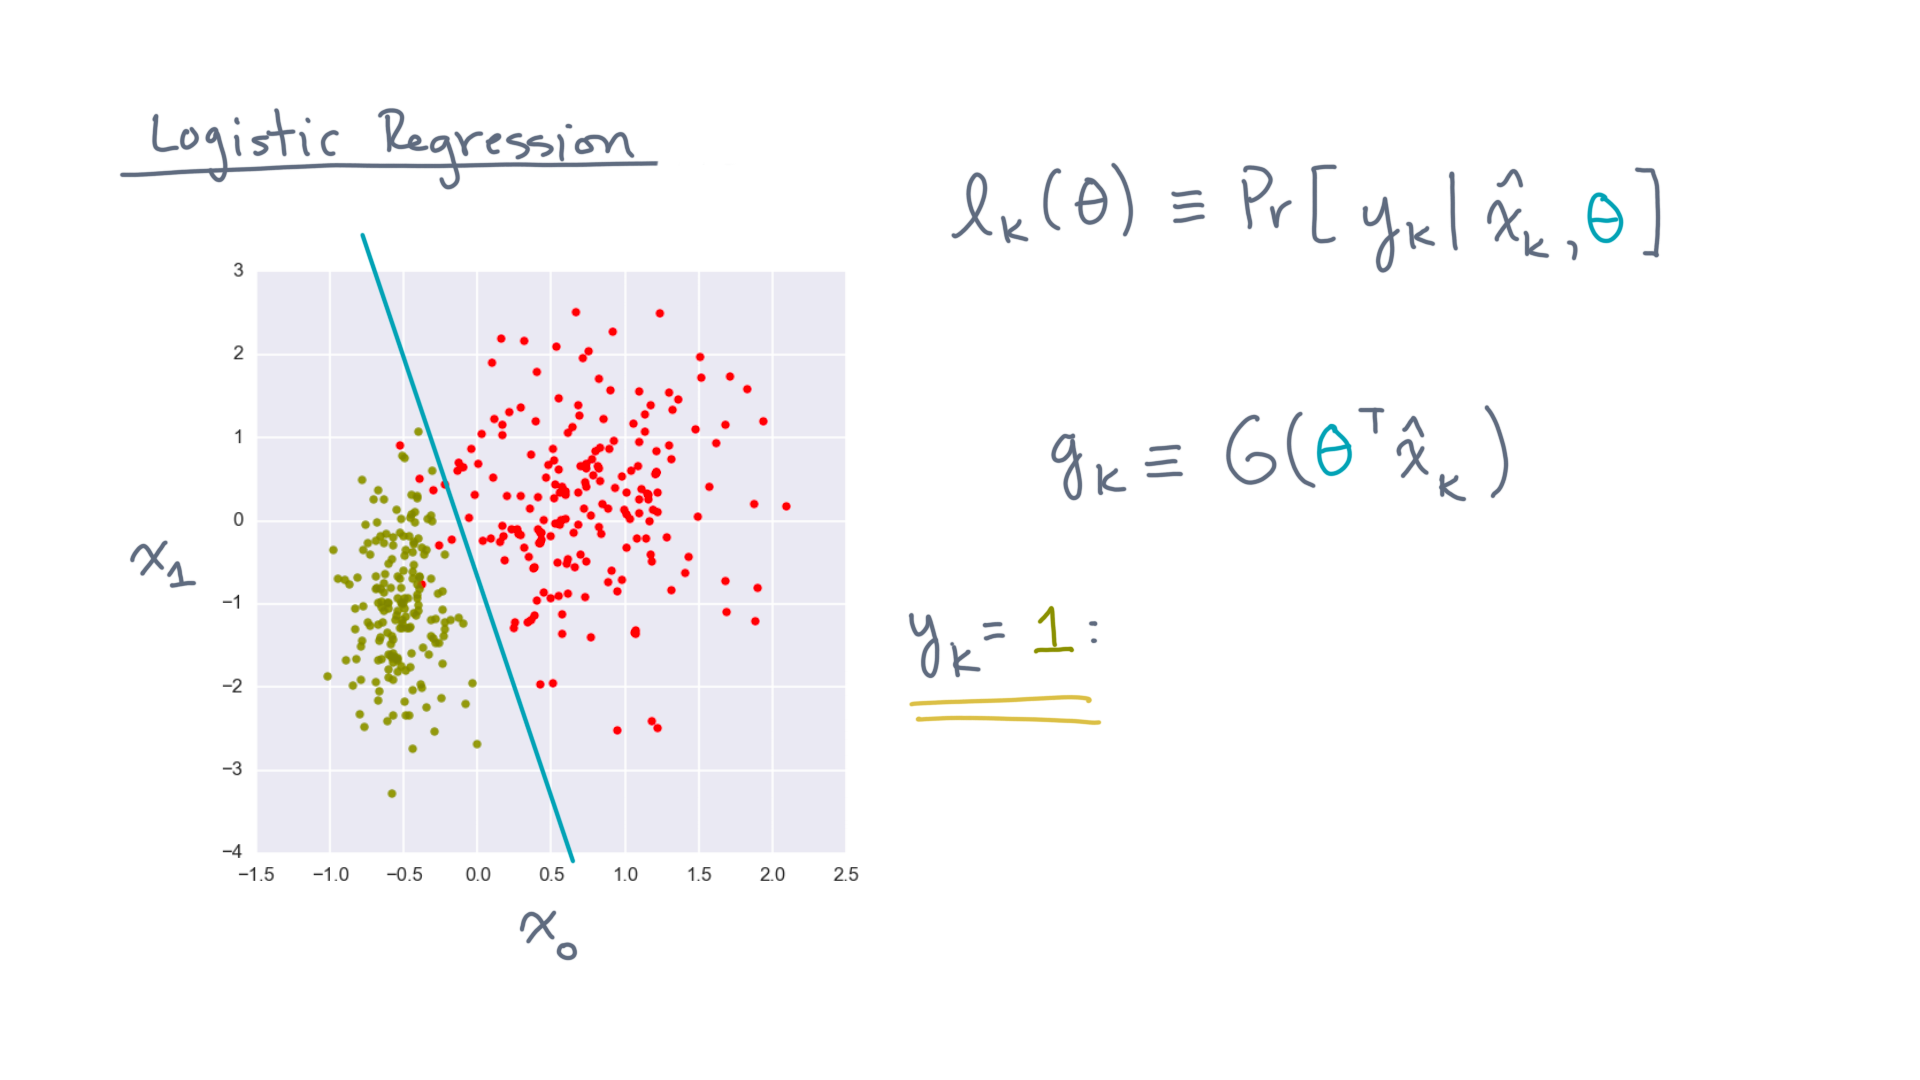 Logistic Regression
ℓₖ(θ) ≡ Pr[yₖ | x̂ₖ, θ]
gₖ ≡ G(θᵀx̂ₖ)
yₖ = 1:
3
2
1
0
−1
−2
−3
−4
x₁
−1.5 −1.0 −0.5 0.0 0.5 1.0 1.5 2.0 2.5
x₀